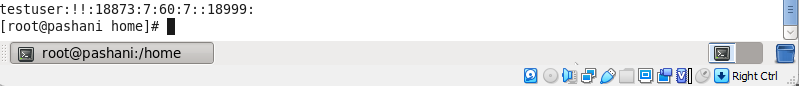 testuser:!!:18873:7:60:7::18999:
[root@pashani home]#
root@pashani:/home
Right Ctrl